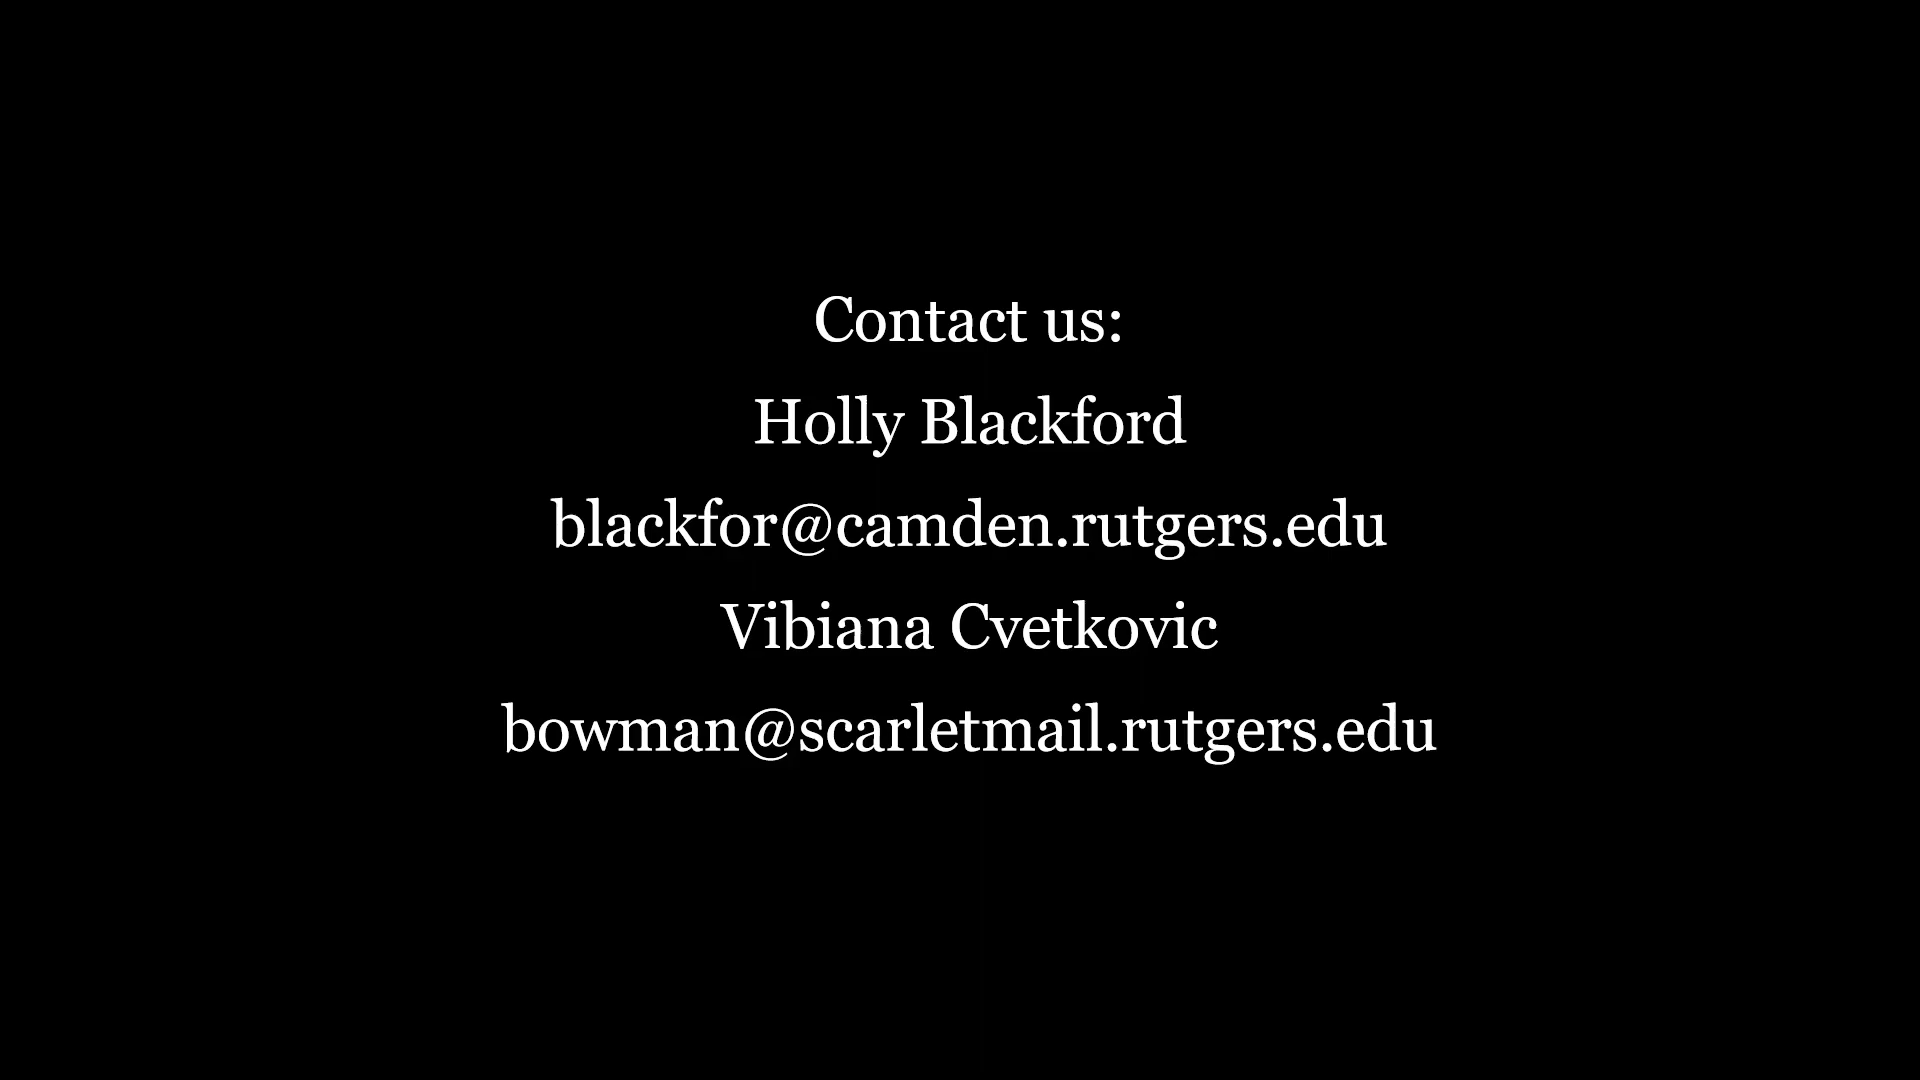 Contact us:
Holly Blackford
blackfor@camden.rutgers.edu
Vibiana Cvetkovic
bowman@scarletmail.rutgers.edu